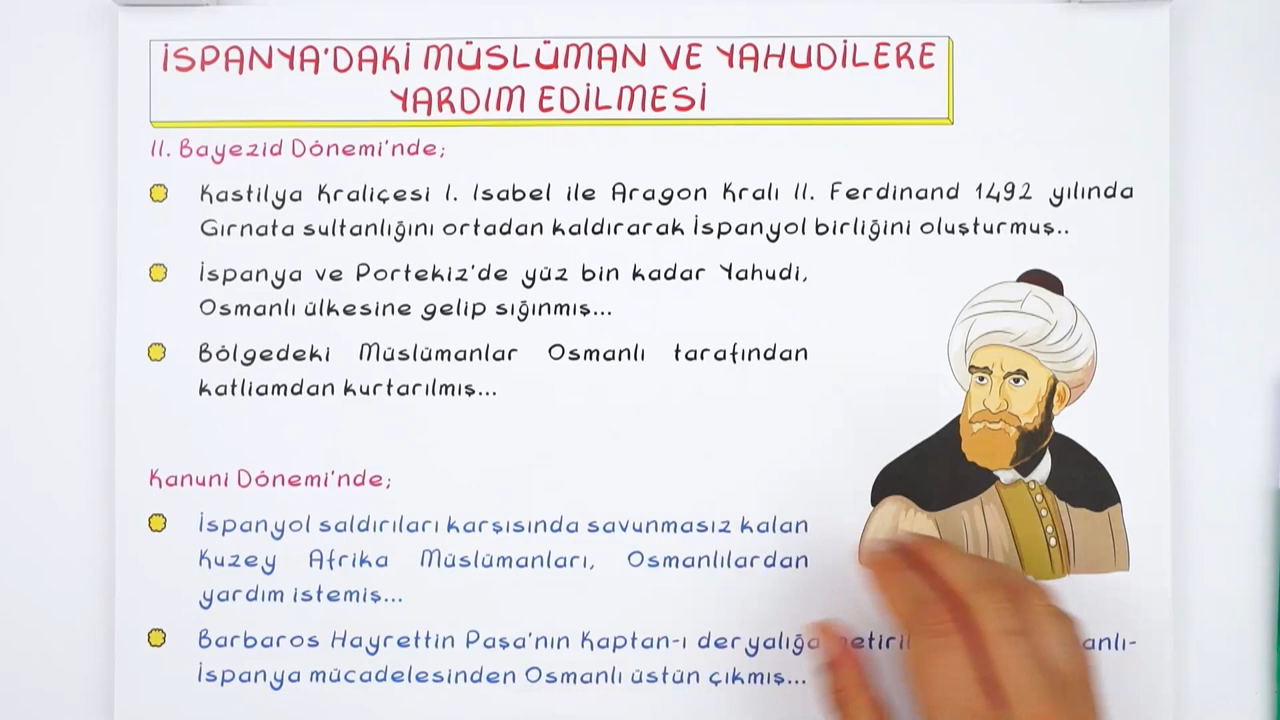 İSPANYA'DAKİ MÜSLÜMAN VE YAHUDİLERE
YARDIM EDİLMESİ
II. Bayezid Dönemi'nde;
Kastilya Kraliçesi I. Isabel ile Aragon Kralı II. Ferdinand 1492 yılında
Gırnata sultanlığını ortadan kaldırarak İspanyol birliğini oluşturmuş..
İspanya ve Portekiz'de yüz bin kadar Yahudi,
Osmanlı ülkesine gelip sığınmış...
Bölgedeki Müslümanlar Osmanlı tarafından
katliamdan kurtarılmış...
Kanuni Dönemi'nde;
İspanyol saldırıları karşısında savunmasız kalan
Kuzey Afrika Müslümanları, Osmanlılardan
yardım istemiş...
Barbaros Hayrettin Paşa'nın Kaptan-ı deryalığa
İspanya mücadelesinden Osmanlı üstün çıkmış...